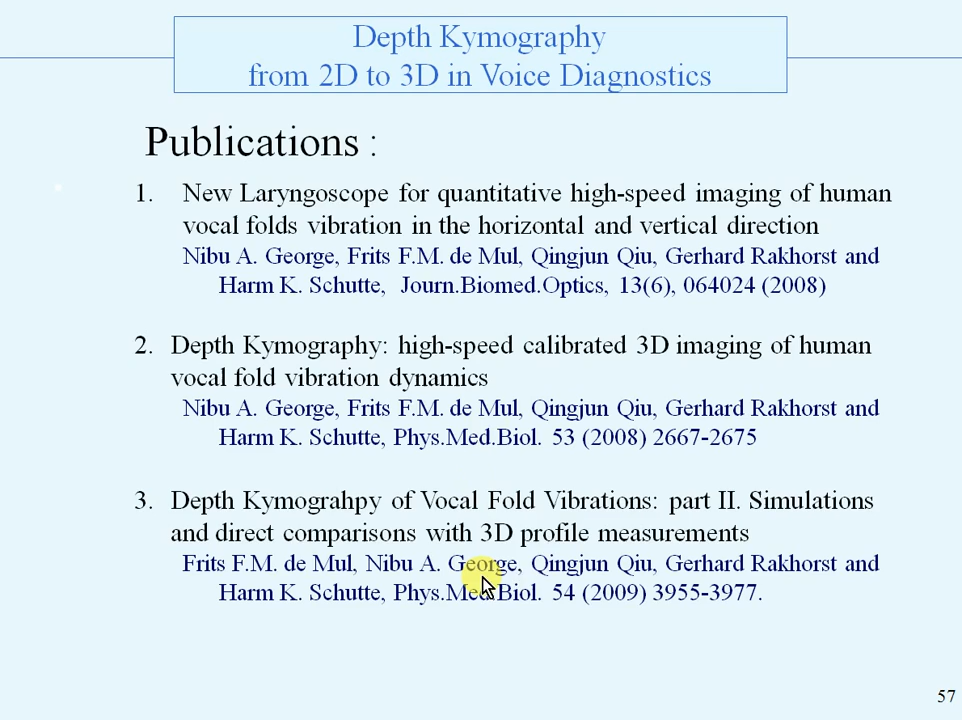 Depth Kymography
from 2D to 3D in Voice Diagnostics
Publications :
1. New Laryngoscope for quantitative high-speed imaging of human
vocal folds vibration in the horizontal and vertical direction
Nibu A. George, Frits F.M. de Mul, Qingjun Qiu, Gerhard Rakhorst and
Harm K. Schutte, Journ.Biomed.Optics, 13(6), 064024 (2008)
2. Depth Kymography: high-speed calibrated 3D imaging of human
vocal fold vibration dynamics
Nibu A. George, Frits F.M. de Mul, Qingjun Qiu, Gerhard Rakhorst and
Harm K. Schutte, Phys.Med.Biol. 53 (2008) 2667-2675
3. Depth Kymograhpy of Vocal Fold Vibrations: part II. Simulations
and direct comparisons with 3D profile measurements
Frits F.M. de Mul, Nibu A. George, Qingjun Qiu, Gerhard Rakhorst and
Harm K. Schutte, Phys.Med.Biol. 54 (2009) 3955-3977.
57